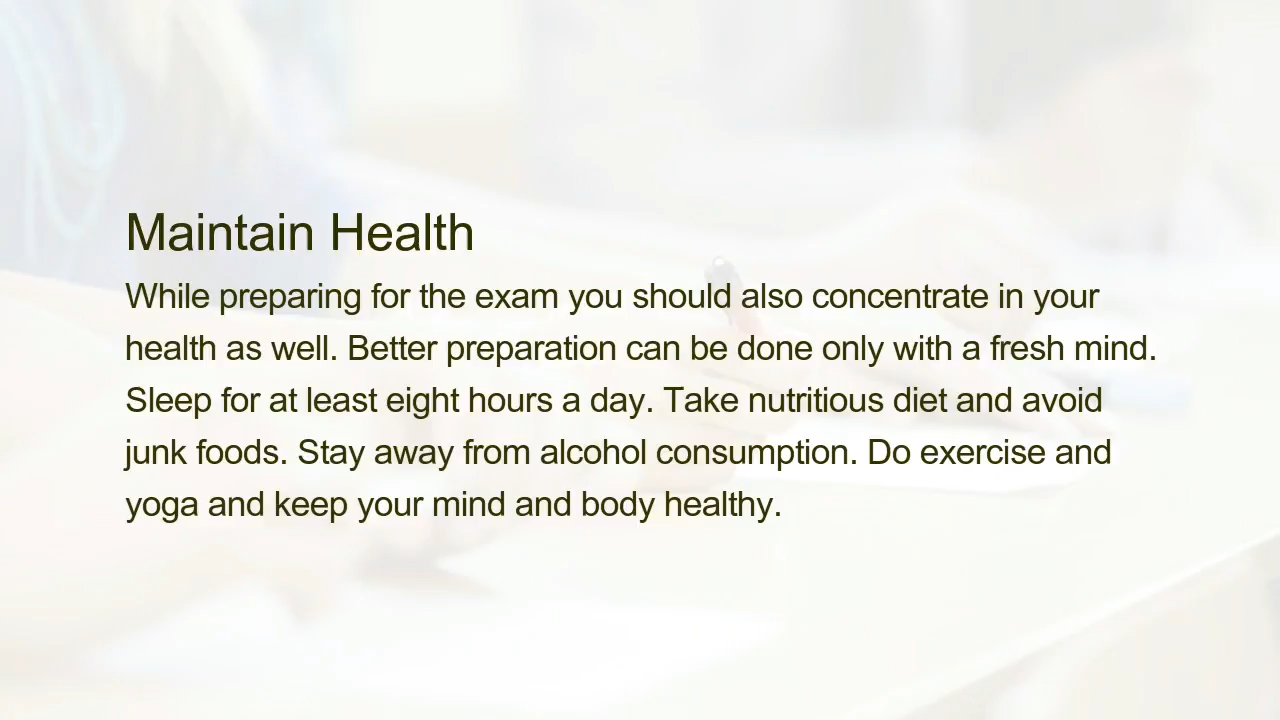 Maintain Health
While preparing for the exam you should also concentrate in your
health as well. Better preparation can be done only with a fresh mind.
Sleep for at least eight hours a day. Take nutritious diet and avoid
junk foods. Stay away from alcohol consumption. Do exercise and
yoga and keep your mind and body healthy.